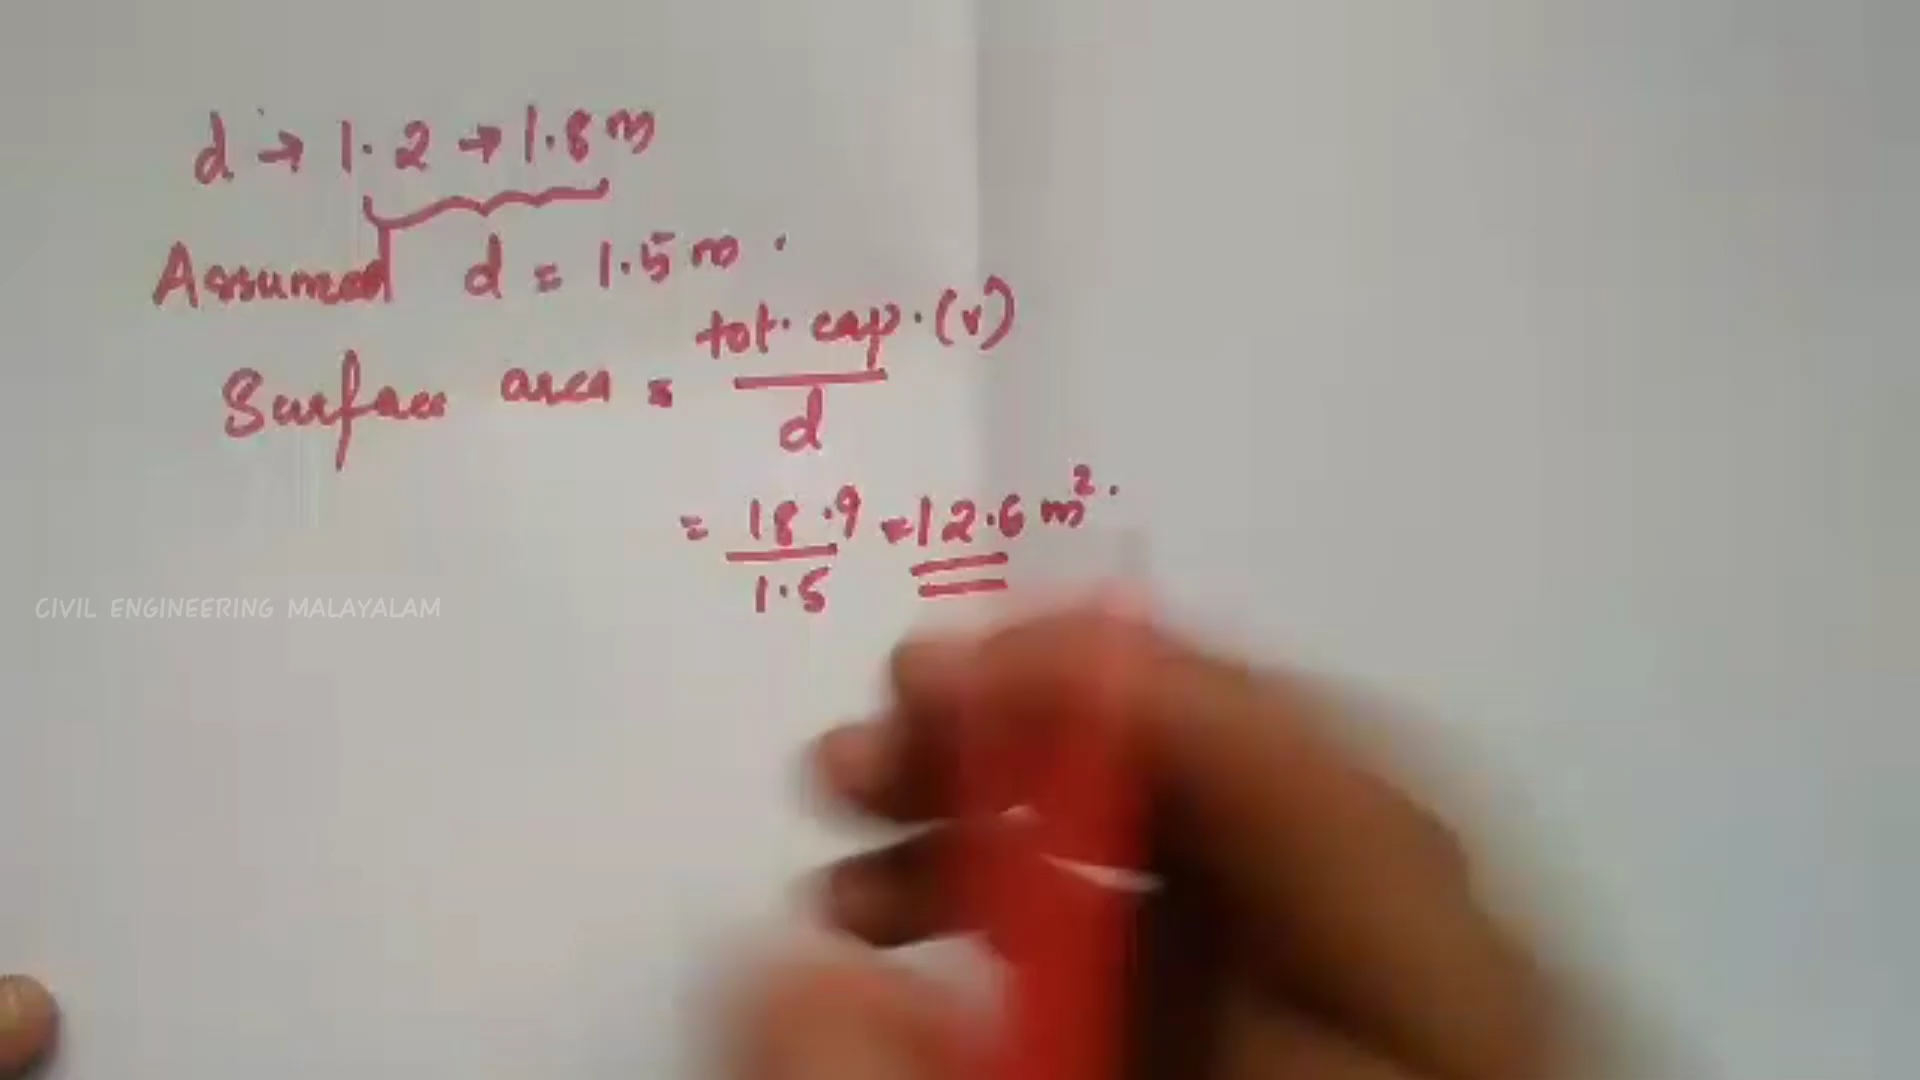 d → 1.2 → 1.8 m
Assumed d = 1.5 m.
Surface area = tot. cap. (v)
d
= 18.9 = 12.6 m².
1.5
CIVIL ENGINEERING MALAYALAM